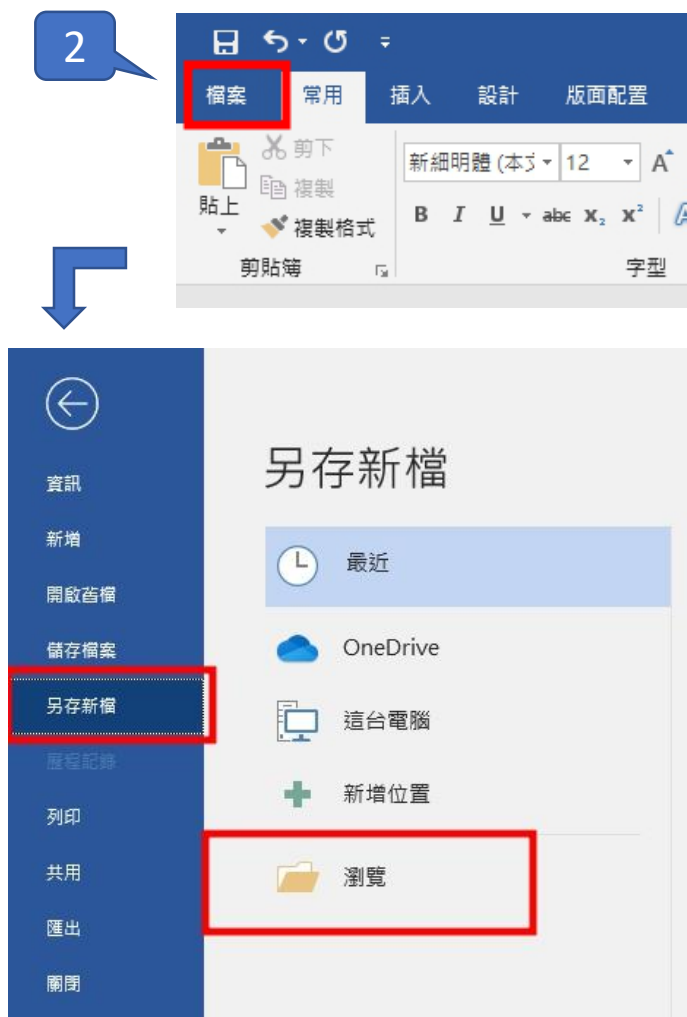 2
檔案 常用 插入 設計 版面配置
剪下
新細明體 (本文 12 A
複製
貼上
B I U abc X₂ X² A
複製格式
剪貼簿 字型
另存新檔
資訊
新增
最近
開啟舊檔
儲存檔案
OneDrive
另存新檔
這台電腦
歷程記錄
新增位置
列印
共用
瀏覽
匯出
關閉